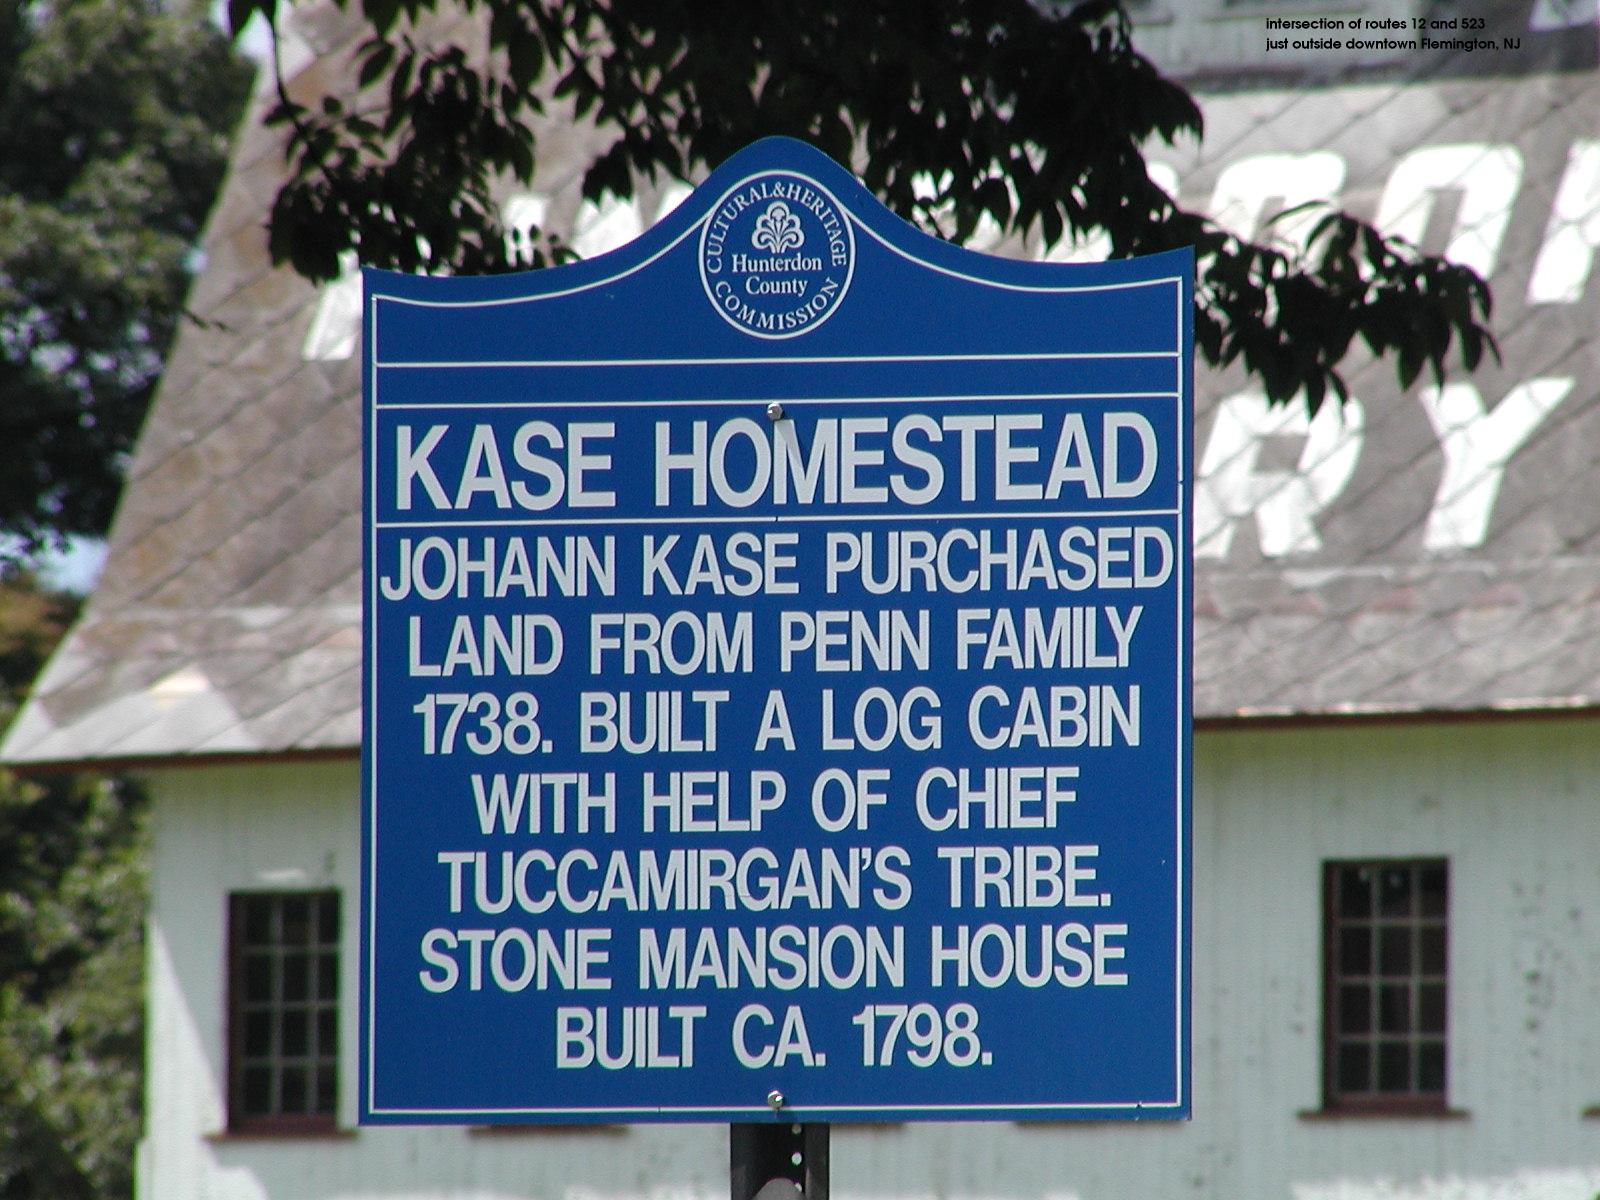 intersection of routes 12 and 523
just outside downtown Flemington, NJ
CULTURAL & HERITAGE
Hunterdon
County
COMMISSION
KASE HOMESTEAD
JOHANN KASE PURCHASED
LAND FROM PENN FAMILY
1738. BUILT A LOG CABIN
WITH HELP OF CHIEF
TUCCAMIRGAN'S TRIBE.
STONE MANSION HOUSE
BUILT CA. 1798.